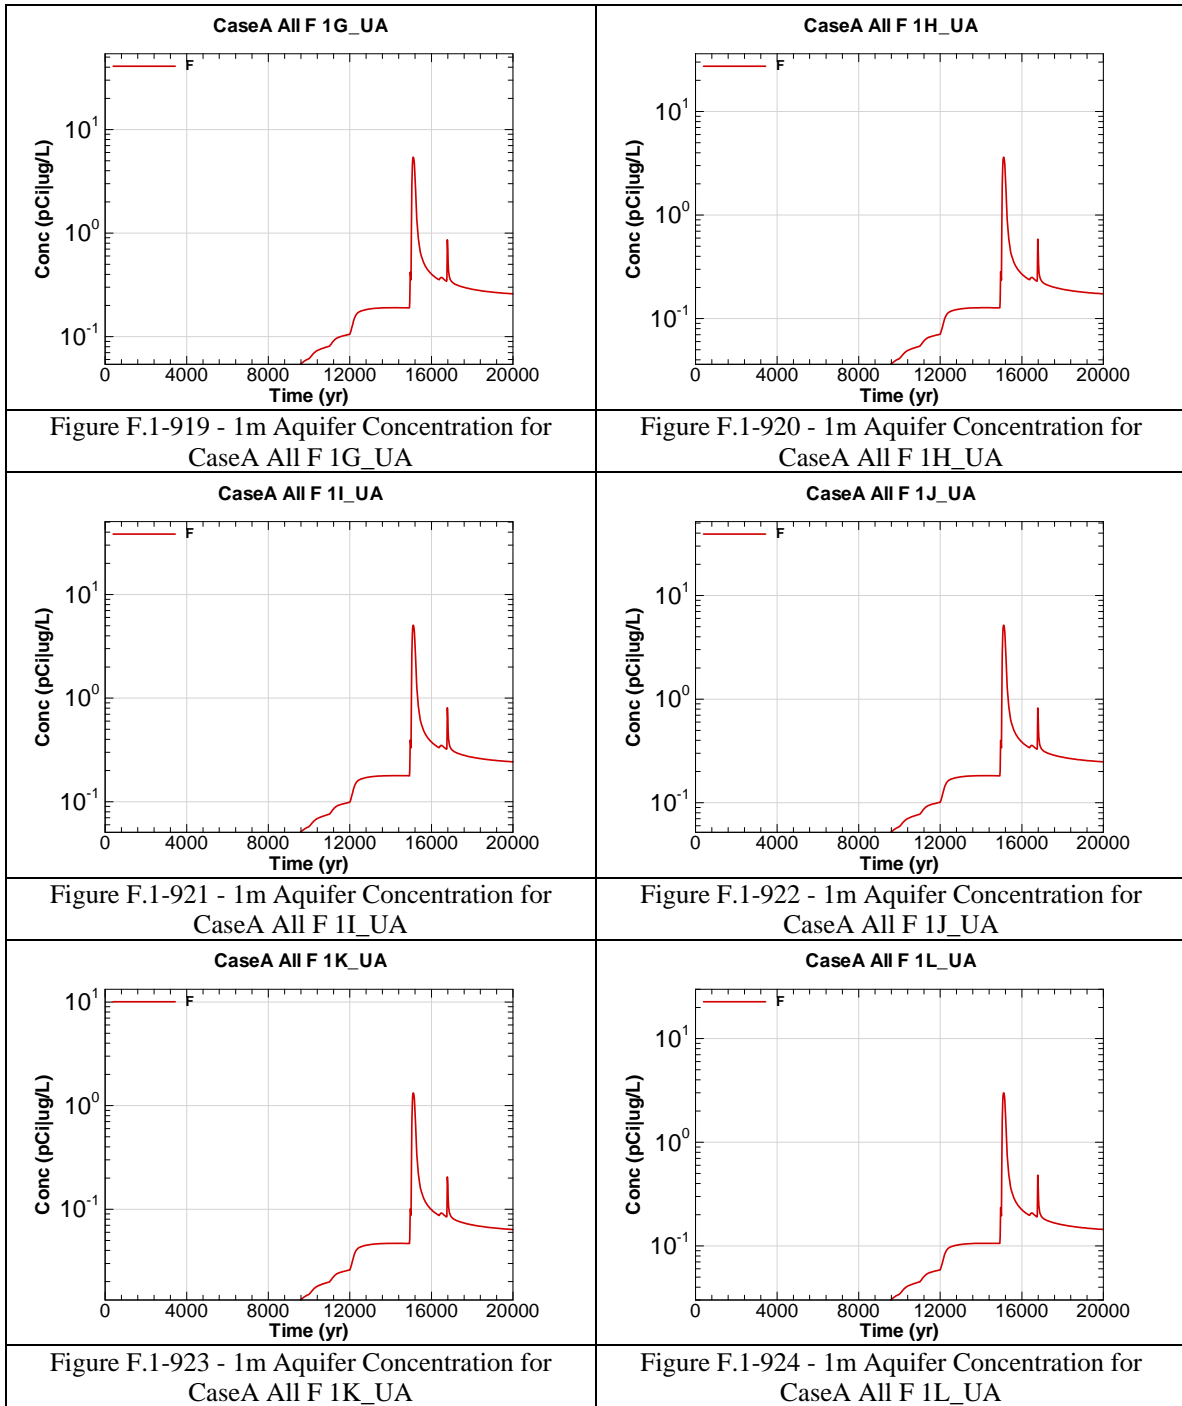 CaseA All F 1G_UA
F
Conc (pCi|ug/L)
10^1
10^0
10^-1
0 4000 8000 12000 16000 20000
Time (yr)
Figure F.1-919 - 1m Aquifer Concentration for
CaseA All F 1G_UA
CaseA All F 1H_UA
F
Conc (pCi|ug/L)
10^1
10^0
10^-1
0 4000 8000 12000 16000 20000
Time (yr)
Figure F.1-920 - 1m Aquifer Concentration for
CaseA All F 1H_UA
CaseA All F 1I_UA
F
Conc (pCi|ug/L)
10^1
10^0
10^-1
0 4000 8000 12000 16000 20000
Time (yr)
Figure F.1-921 - 1m Aquifer Concentration for
CaseA All F 1I_UA
CaseA All F 1J_UA
F
Conc (pCi|ug/L)
10^1
10^0
10^-1
0 4000 8000 12000 16000 20000
Time (yr)
Figure F.1-922 - 1m Aquifer Concentration for
CaseA All F 1J_UA
CaseA All F 1K_UA
F
Conc (pCi|ug/L)
10^1
10^0
10^-1
0 4000 8000 12000 16000 20000
Time (yr)
Figure F.1-923 - 1m Aquifer Concentration for
CaseA All F 1K_UA
CaseA All F 1L_UA
F
Conc (pCi|ug/L)
10^1
10^0
10^-1
0 4000 8000 12000 16000 20000
Time (yr)
Figure F.1-924 - 1m Aquifer Concentration for
CaseA All F 1L_UA